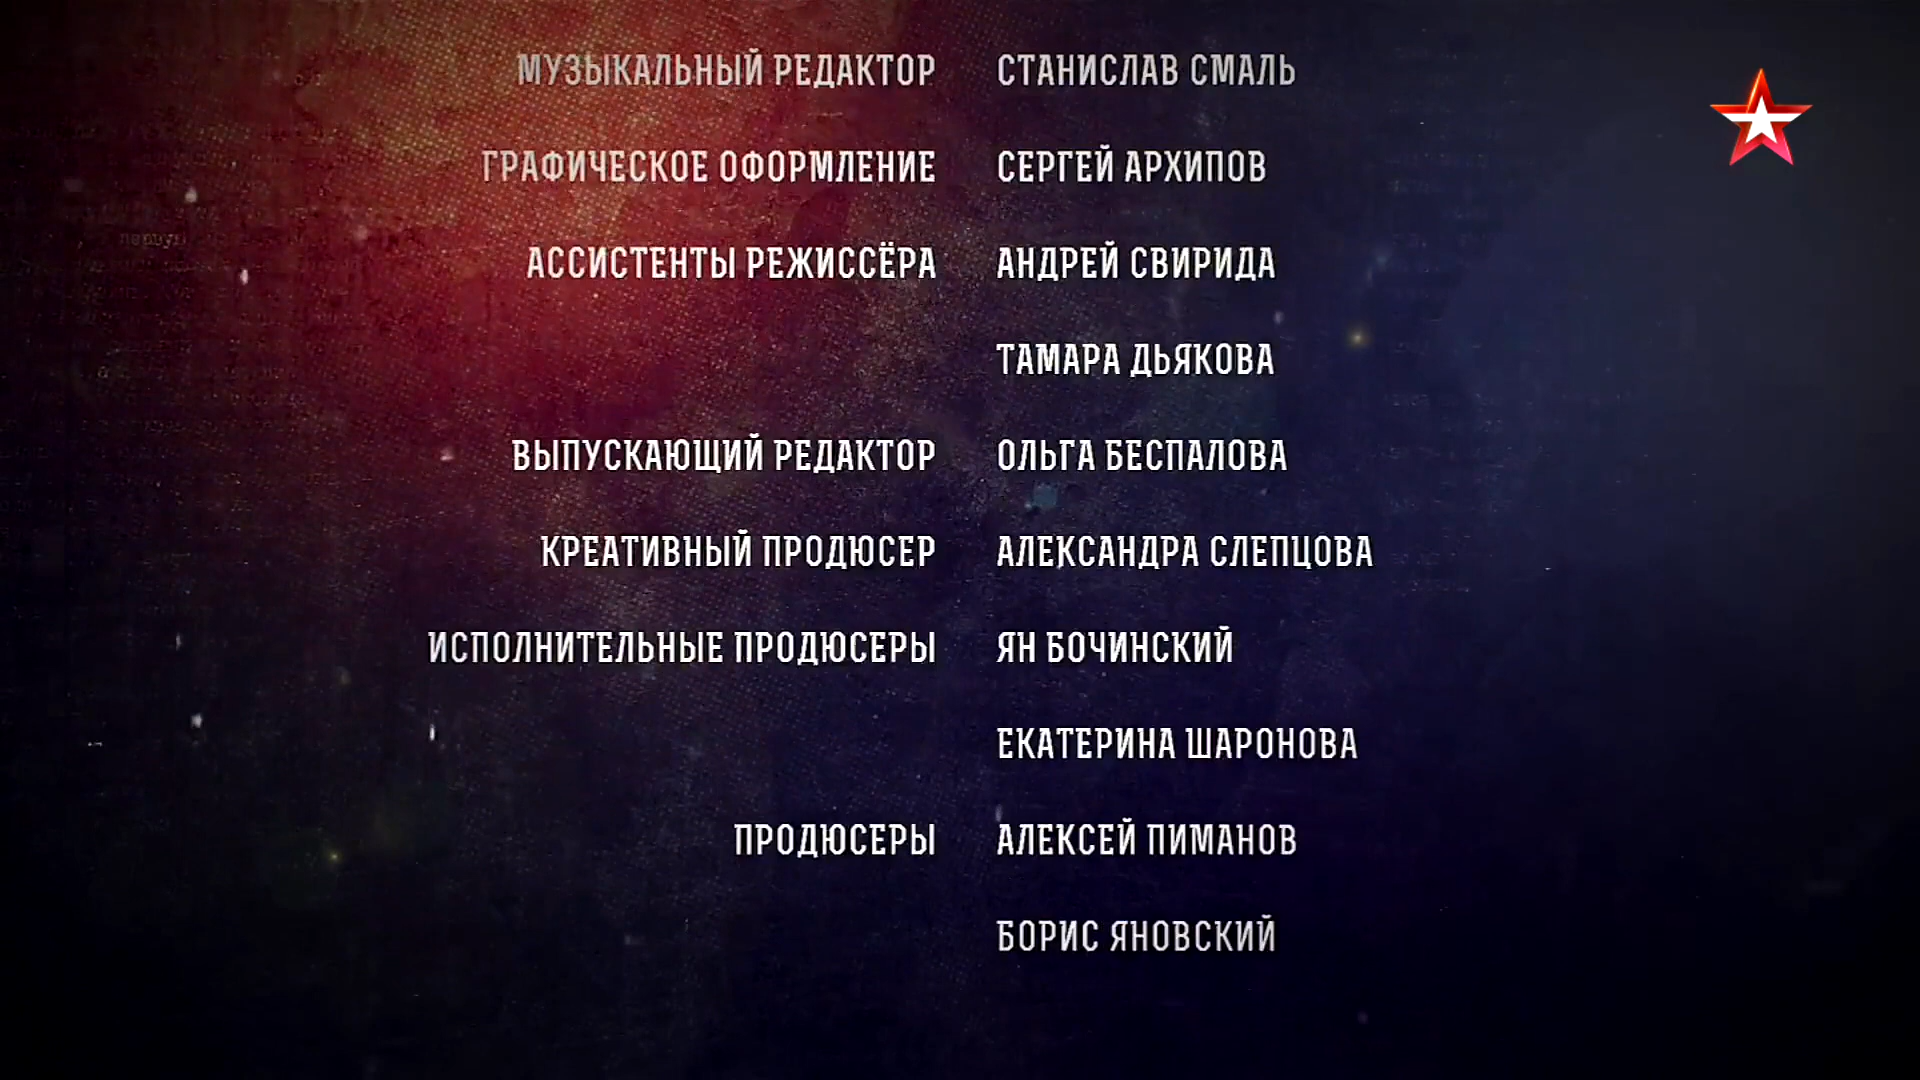 МУЗЫКАЛЬНЫЙ РЕДАКТОР СТАНИСЛАВ СМАЛЬ
ГРАФИЧЕСКОЕ ОФОРМЛЕНИЕ СЕРГЕЙ АРХИПОВ
АССИСТЕНТЫ РЕЖИССЁРА АНДРЕЙ СВИРИДА
ТАМАРА ДЬЯКОВА
ВЫПУСКАЮЩИЙ РЕДАКТОР ОЛЬГА БЕСПАЛОВА
КРЕАТИВНЫЙ ПРОДЮСЕР АЛЕКСАНДРА СЛЕПЦОВА
ИСПОЛНИТЕЛЬНЫЕ ПРОДЮСЕРЫ ЯН БОЧИНСКИЙ
ЕКАТЕРИНА ШАРОНОВА
ПРОДЮСЕРЫ АЛЕКСЕЙ ПИМАНОВ
БОРИС ЯНОВСКИЙ